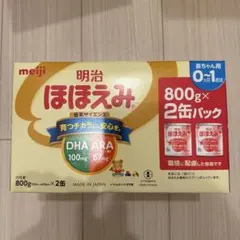 meiji
明治
ほほえみ
赤ちゃん用
0〜1歳
800g×
2缶パック
育つチカラに、安心を。
DHA
100mg
ARA
67mg
MADE IN JAPAN
800g
×2缶